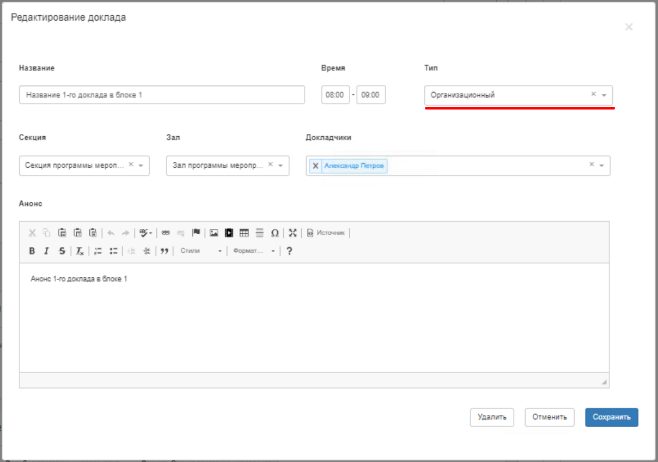 Редактирование доклада
Название
Время
Тип
Название 1-го доклада в блоке 1
08:00 - 09:00
Организационный
Секция
Зал
Докладчики
Секция программы мероп...
Зал программы меропр...
Александр Петров
Анонс
Источник
Стили
Формат...
Анонс 1-го доклада в блоке 1
Удалить
Отменить
Сохранить